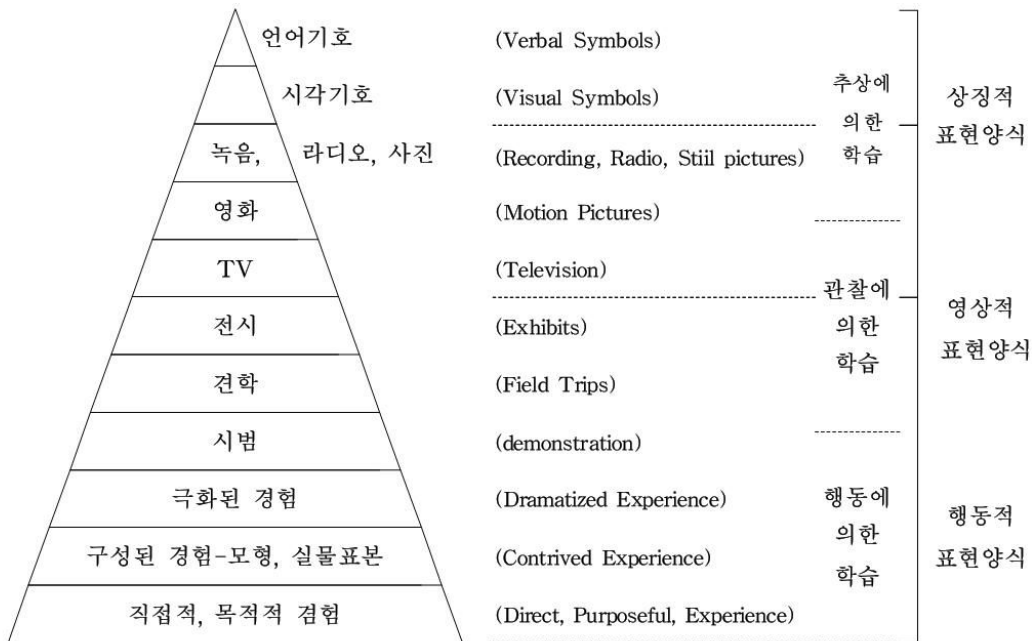 언어기호 (Verbal Symbols)
시각기호 (Visual Symbols)
녹음, 라디오, 사진 (Recording, Radio, Stiil pictures)
영화 (Motion Pictures)
TV (Television)
전시 (Exhibits)
견학 (Field Trips)
시범 (demonstration)
극화된 경험 (Dramatized Experience)
구성된 경험-모형, 실물표본 (Contrived Experience)
직접적, 목적적 겸험 (Direct, Purposeful, Experience)
추상에
의한
학습
관찰에
의한
학습
행동에
의한
학습
상징적
표현양식
영상적
표현양식
행동적
표현양식